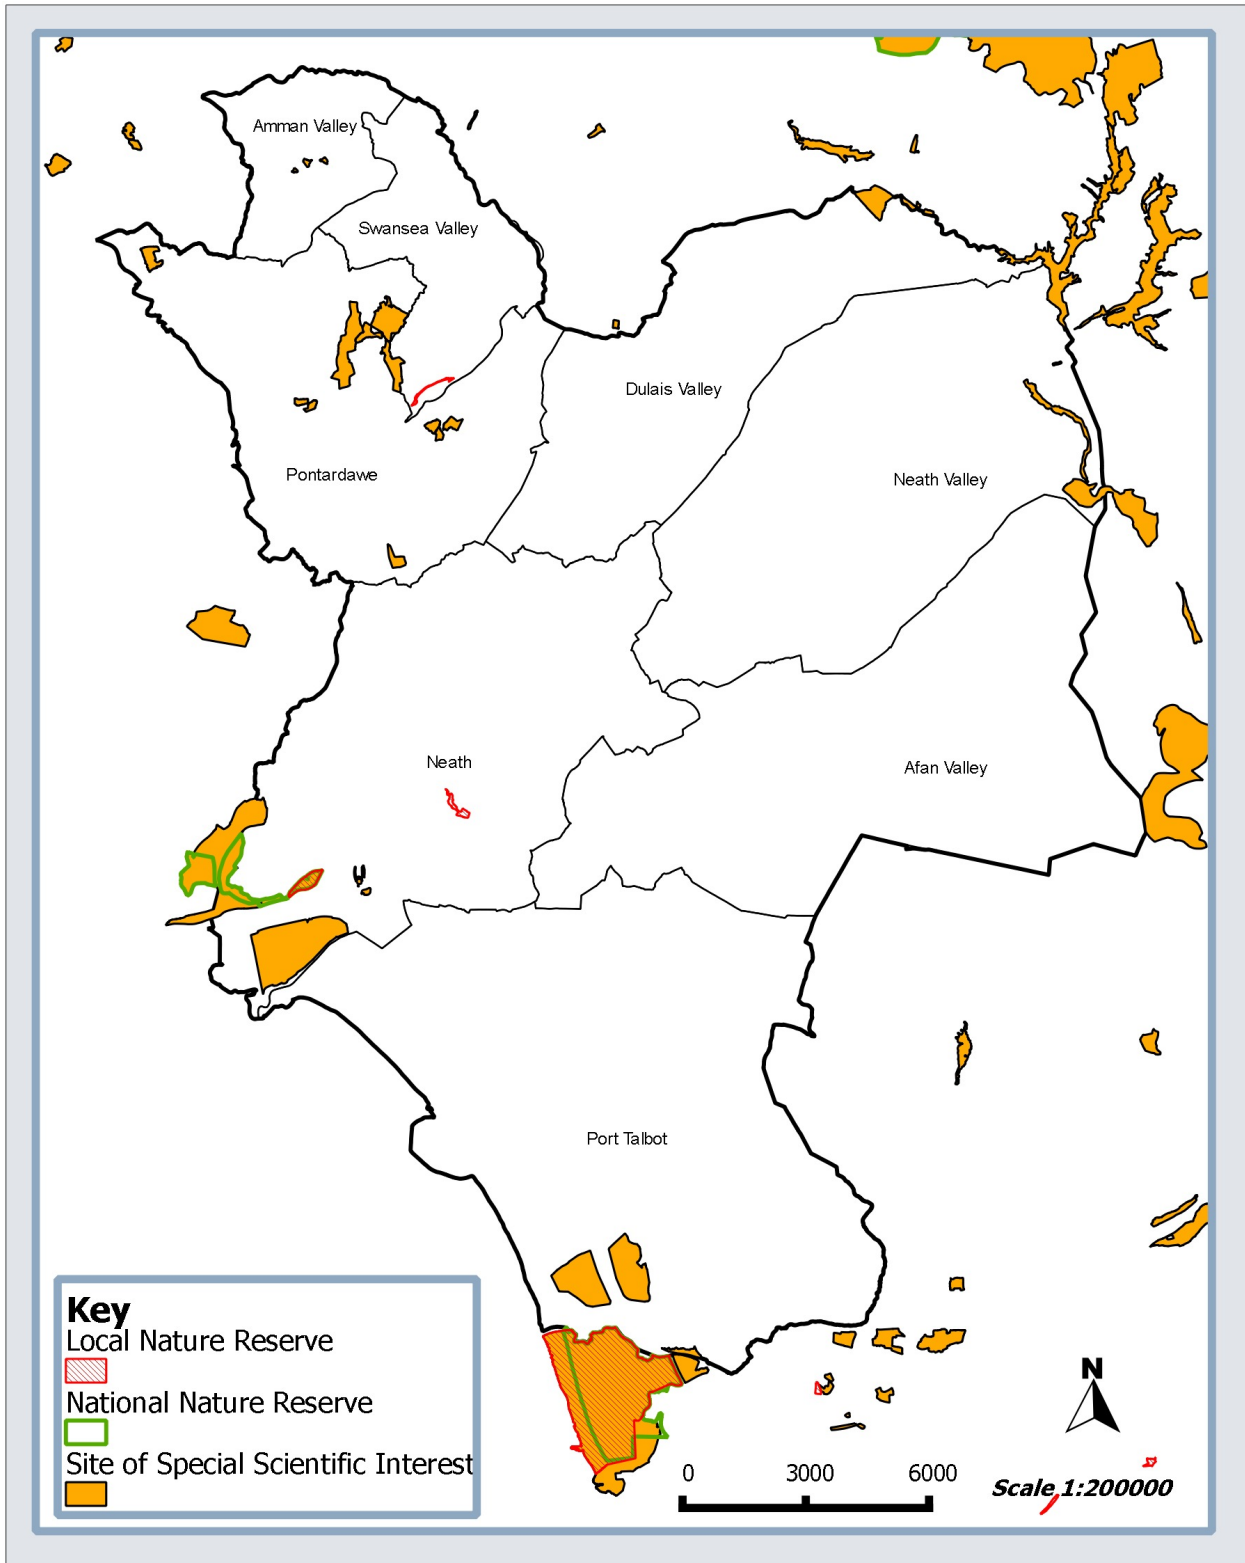 Amman Valley
Swansea Valley
Dulais Valley
Pontardawe
Neath Valley
Neath
Afan Valley
Port Talbot
Key
Local Nature Reserve
National Nature Reserve
Site of Special Scientific Interest
N
0 3000 6000
Scale 1:200000